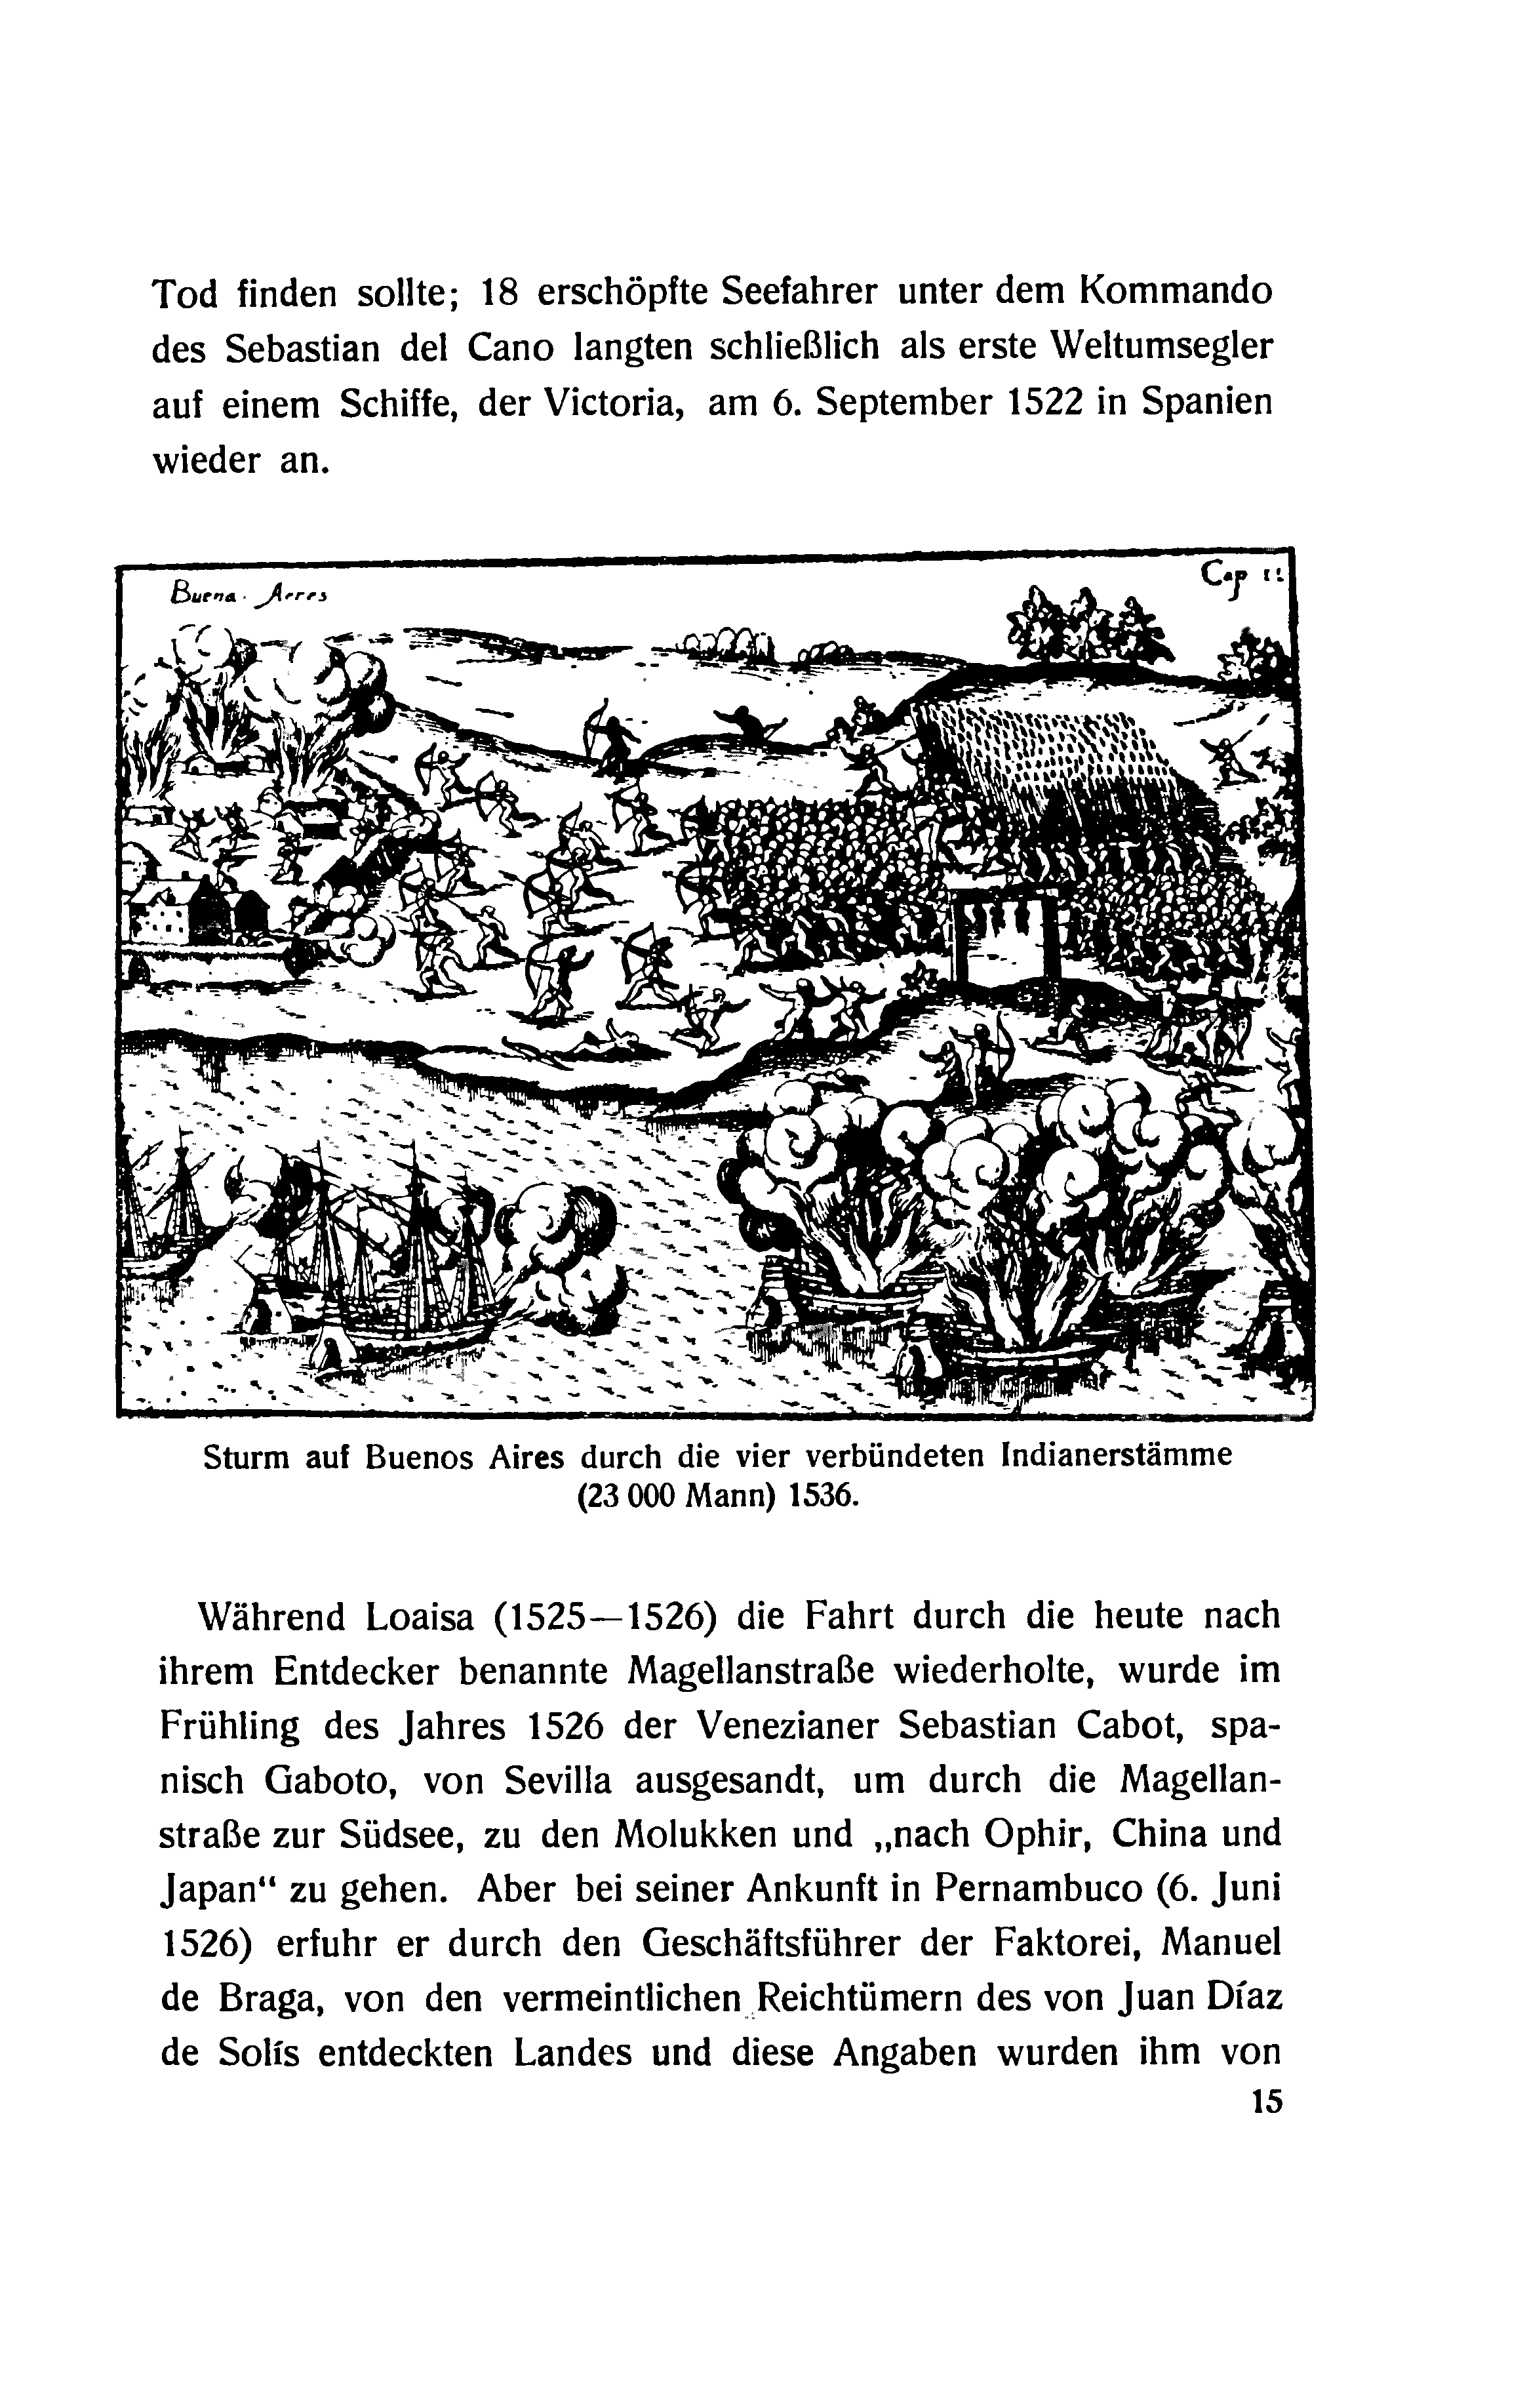 Tod finden sollte; 18 erschöpfte Seefahrer unter dem Kommando
des Sebastian del Cano langten schließlich als erste Weltumsegler
auf einem Schiffe, der Victoria, am 6. September 1522 in Spanien
wieder an.
Buena Aeres
Cap 11
Sturm auf Buenos Aires durch die vier verbündeten Indianerstämme
(23 000 Mann) 1536.
Während Loaisa (1525—1526) die Fahrt durch die heute nach
ihrem Entdecker benannte Magellanstraße wiederholte, wurde im
Frühling des Jahres 1526 der Venezianer Sebastian Cabot, spa-
nisch Gaboto, von Sevilla ausgesandt, um durch die Magellan-
straße zur Südsee, zu den Molukken und „nach Ophir, China und
Japan“ zu gehen. Aber bei seiner Ankunft in Pernambuco (6. Juni
1526) erfuhr er durch den Geschäftsführer der Faktorei, Manuel
de Braga, von den vermeintlichen Reichtümern des von Juan Díaz
de Solís entdeckten Landes und diese Angaben wurden ihm von
15